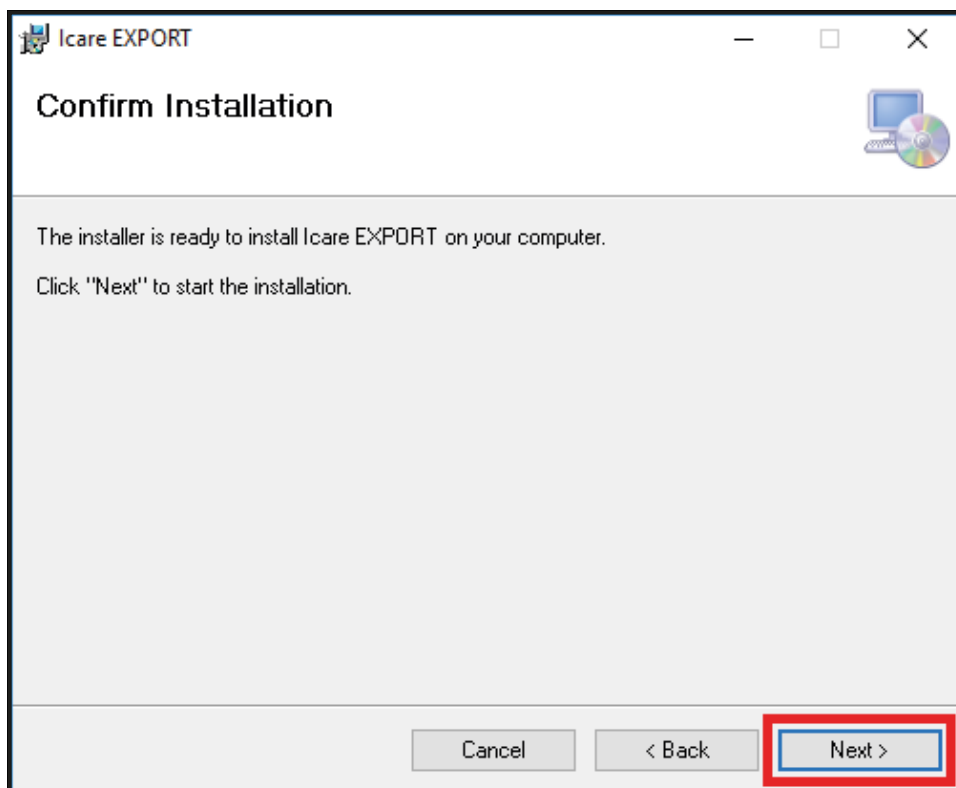 Icare EXPORT
Confirm Installation
The installer is ready to install Icare EXPORT on your computer.
Click "Next" to start the installation.
Cancel
< Back
Next >